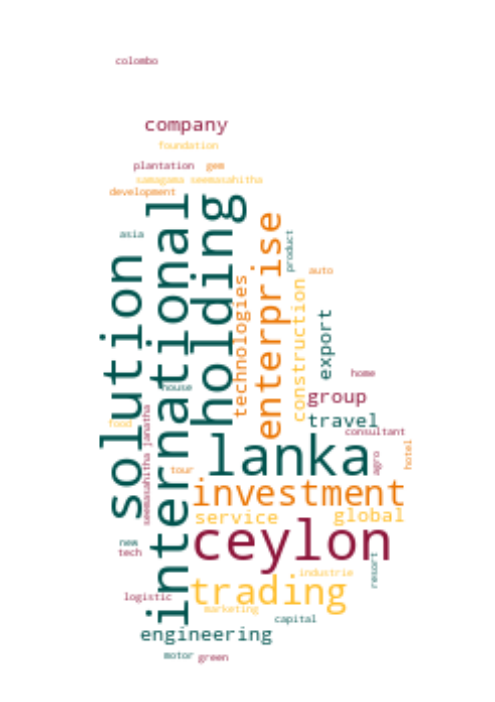 colombo
company
foundation
plantation gem
samagama seemasahitha
development
international
holding
enterprise
asia
product
solution
auto
technologies
construction
export
home
house
group
seemasahitha janatha
travel
food
consultant
lanka
hotel
agro
tour
investment
service
global
ceylon
new
tech
resort
industrie
trading
logistic
marketing
capital
engineering
motor
green